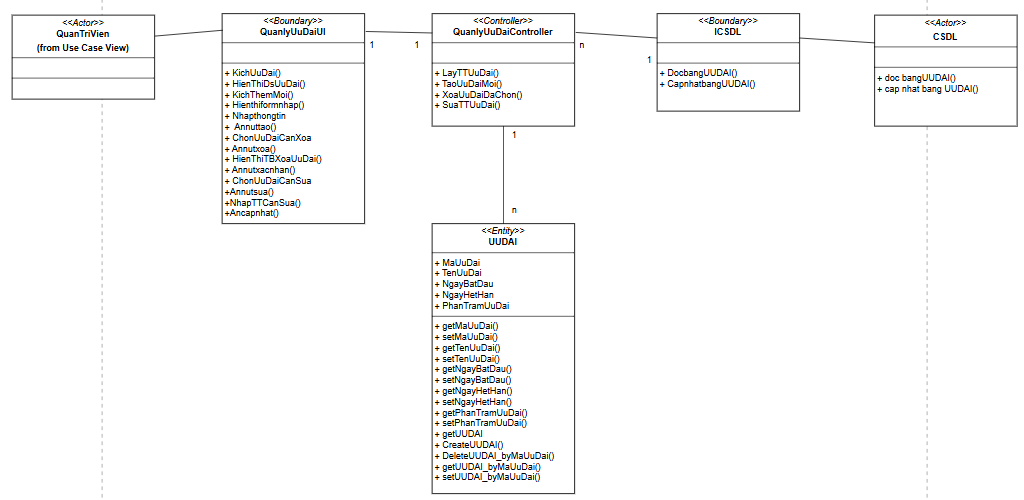 <<Actor>>
QuanTriVien
(from Use Case View)
<<Boundary>>
QuanlyUuDaiUI
+ KichUuDai()
+ HienThiDsUuDai()
+ KichThemMoi()
+ Hienthiformnhap()
+ Nhapthongtin
+ Annuttao()
+ ChonUuDaiCanXoa
+ Annutxoa()
+ HienThiTBXoaUuDai()
+ Annutxacnhan()
+ ChonUuDaiCanSua
+Annutsua()
+NhapTTCanSua()
+Ancapnhat()
1
1
<<Controller>>
QuanlyUuDaiController
+ LayTTUuDai()
+ TaoUuDaiMoi()
+ XoaUuDaiDaChon()
+ SuaTTUuDai()
n
1
<<Boundary>>
ICSDL
+ DocbangUUDAI()
+ CapnhatbangUUDAI()
<<Actor>>
CSDL
+ doc bangUUDAI()
+ cap nhat bang UUDAI()
1
n
<<Entity>>
UUDAI
+ MaUuDai
+ TenUuDai
+ NgayBatDau
+ NgayHetHan
+ PhanTramUuDai
+ getMaUuDai()
+ setMaUuDai()
+ getTenUuDai()
+ setTenUuDai()
+ getNgayBatDau()
+ setNgayBatDau()
+ getNgayHetHan()
+ setNgayHetHan()
+ getPhanTramUuDai()
+ setPhanTramUuDai()
+ getUUDAI
+ CreateUUDAI()
+ DeleteUUDAI_byMaUuDai()
+ getUUDAI_byMaUuDai()
+ setUUDAI_byMaUuDai()